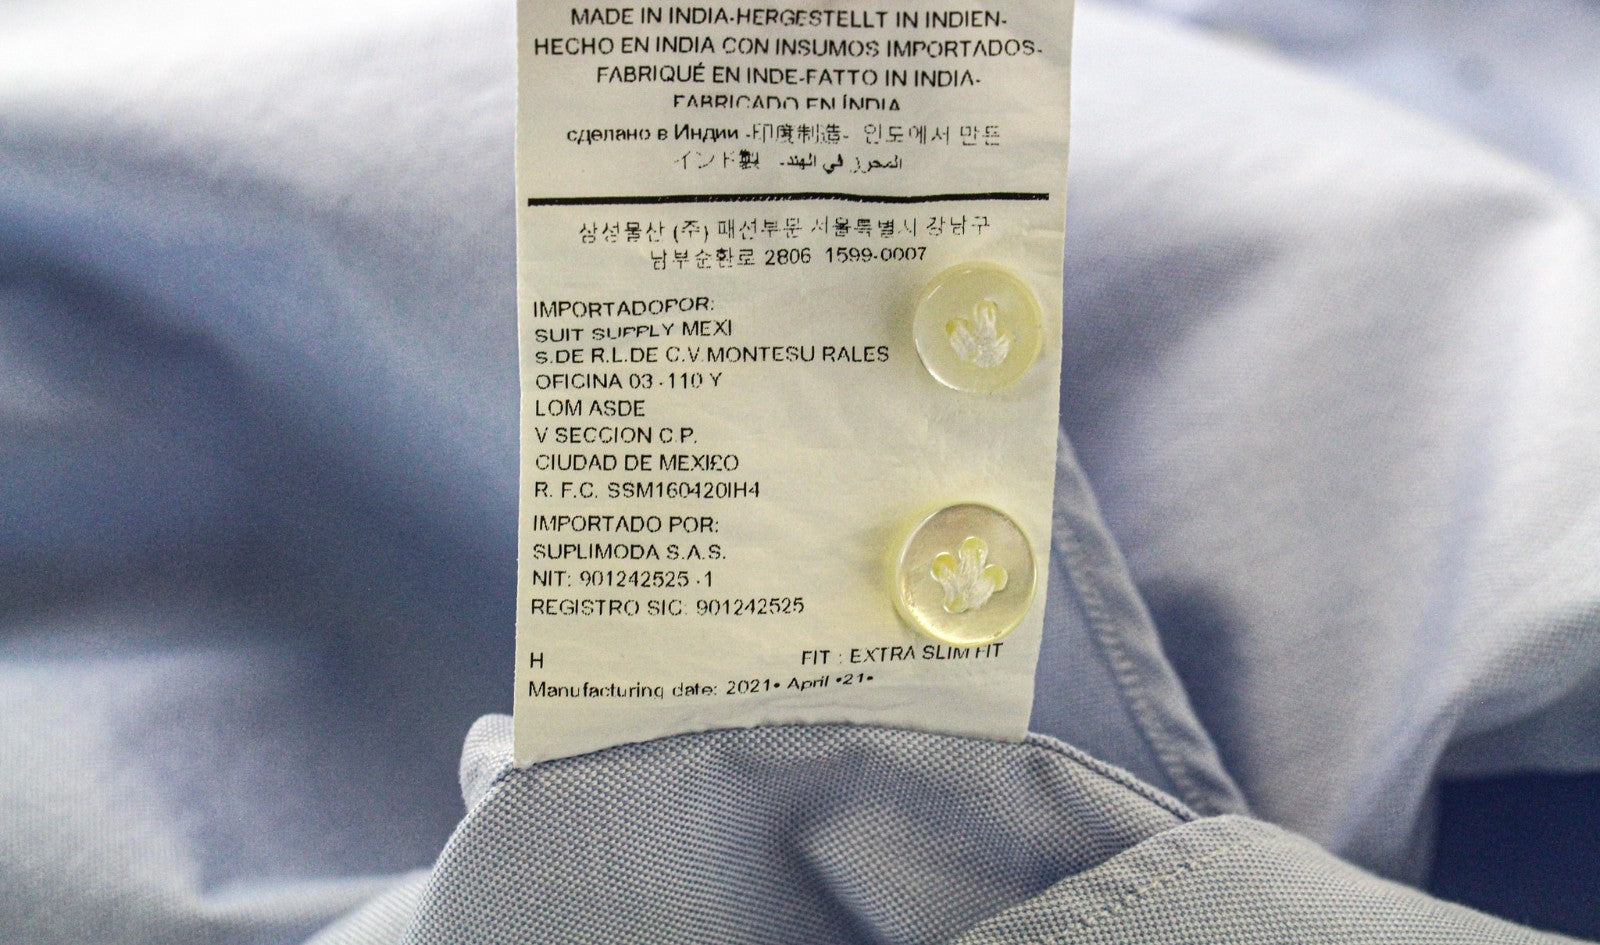 MADE IN INDIA-HERGESTELLT IN INDIEN-
HECHO EN INDIA CON INSUMOS IMPORTADOS-
FABRIQUÉ EN INDE-FATTO IN INDIA-
FABRICADO EN ÍNDIA
сделано в Индии -印度制造- 인도에서 만든
インド製 -المحرز في الهند
삼성물산 (주) 패션부문 서울특별시 강남구
남부순환로 2806 1599-0007
IMPORTADOPOR:
SUIT SUPPLY MEXI
S.DE R.L.DE C.V.MONTESU RALES
OFICINA 03 -110 Y
LOM ASDE
V SECCION C.P.
CIUDAD DE MEXICO
R. F.C. SSM160420IH4
IMPORTADO POR:
SUPLIMODA S.A.S.
NIT: 901242525 -1
REGISTRO SIC: 901242525
H FIT : EXTRA SLIM FIT
Manufacturing date: 2021• April •21•